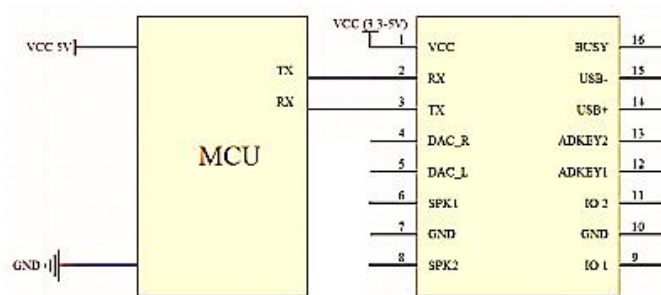 VCC 5V
GND
TX
RX
MCU
VCC (3.3-5V)
1 VCC BUSY 16
2 RX USB- 15
3 TX USB+ 14
4 DAC_R ADKEY2 13
5 DAC_L ADKEY1 12
6 SPK1 IO 2 11
7 GND GND 10
8 SPK2 IO 1 9